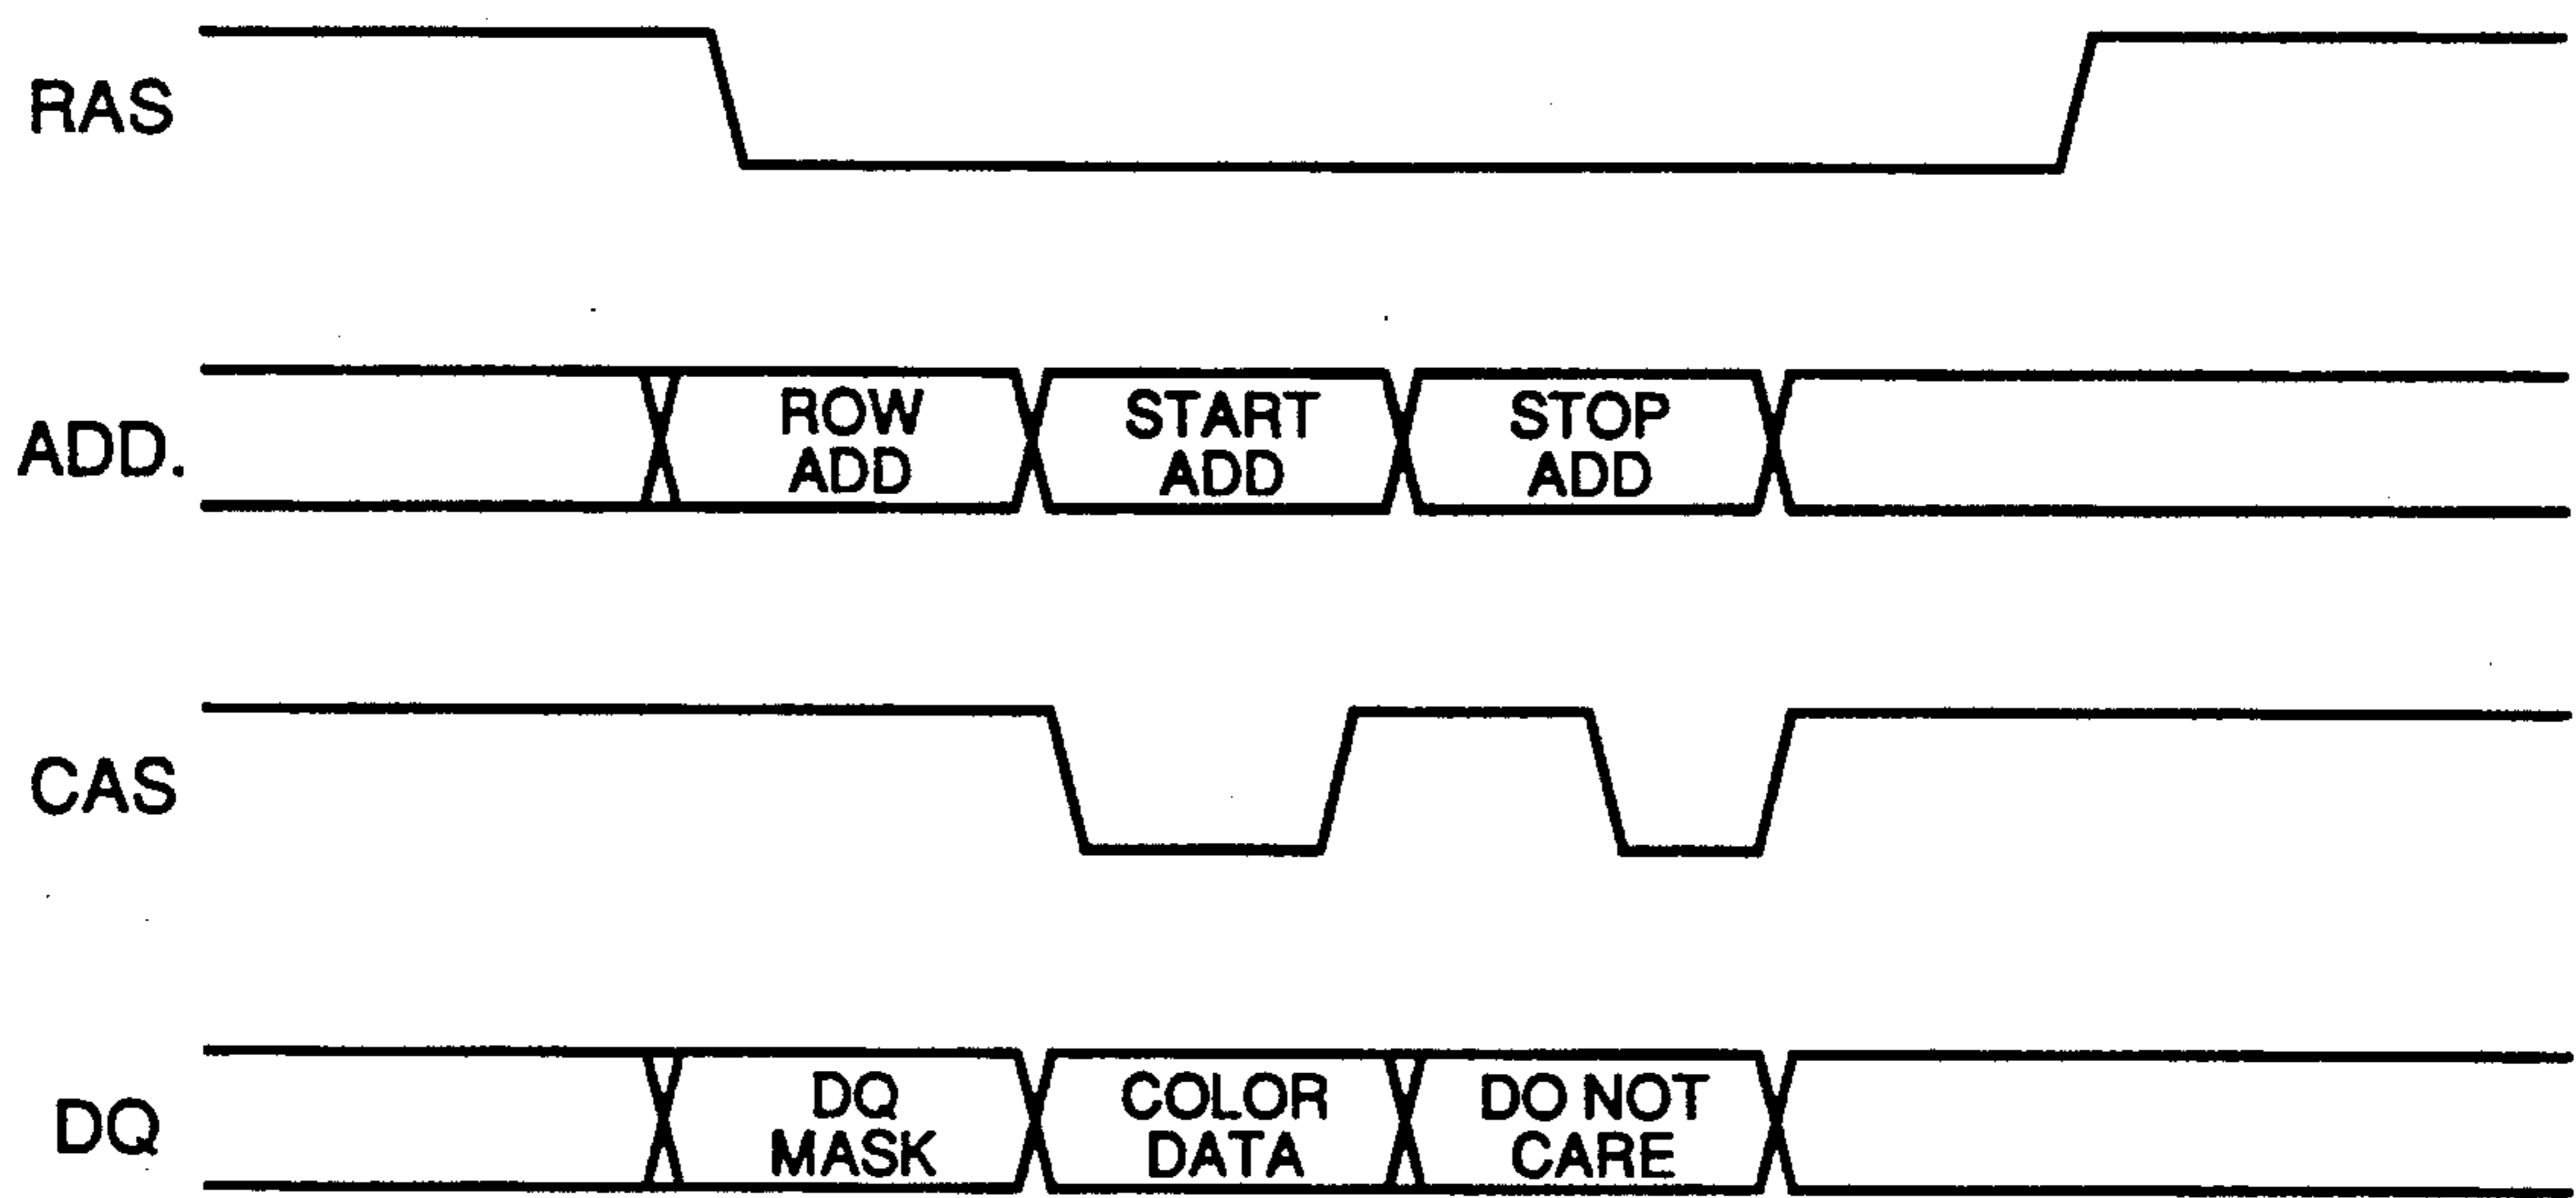 RAS
ADD.
ROW
ADD
START
ADD
STOP
ADD
CAS
DQ
DQ
MASK
COLOR
DATA
DO NOT
CARE